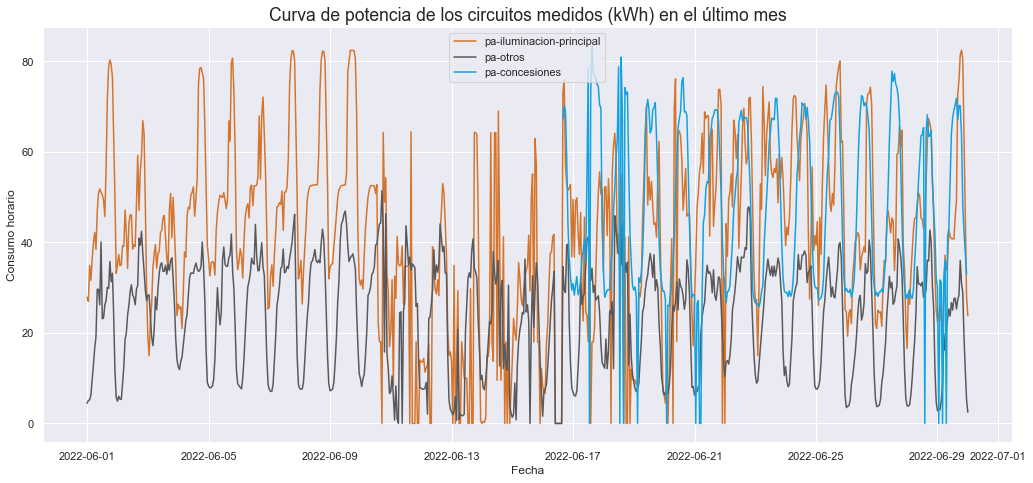 Curva de potencia de los circuitos medidos (kWh) en el último mes
pa-iluminacion-principal
pa-otros
pa-concesiones
Consumo horario
80
60
40
20
0
2022-06-01
2022-06-05
2022-06-09
2022-06-13
2022-06-17
2022-06-21
2022-06-25
2022-06-29
2022-07-01
Fecha